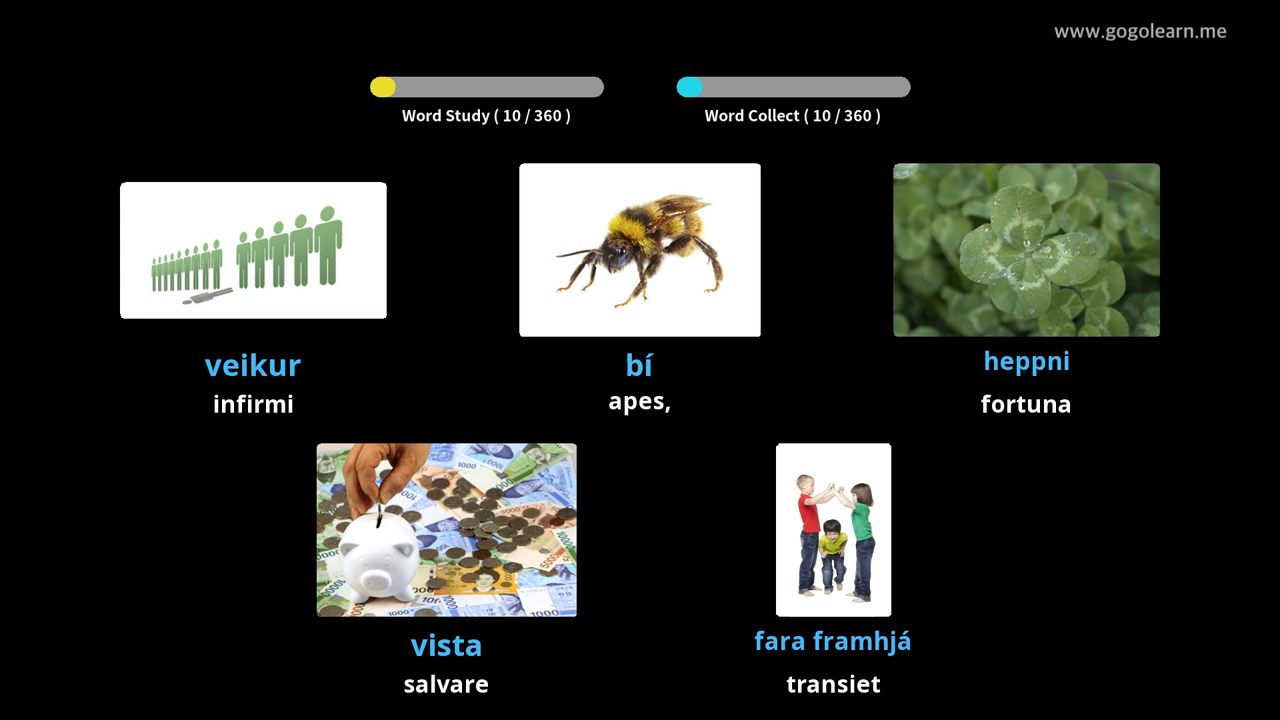 www.gogolearn.me
Word Study ( 10 / 360 )
Word Collect ( 10 / 360 )
veikur
infirmi
bí
apes,
heppni
fortuna
vista
salvare
fara framhjá
transiet